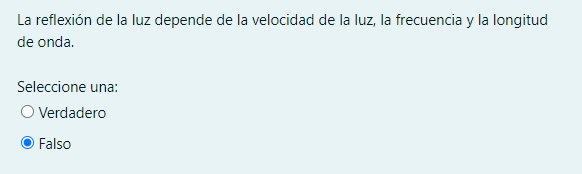 La reflexión de la luz depende de la velocidad de la luz, la frecuencia y la longitud
de onda.
Seleccione una:
Verdadero
Falso